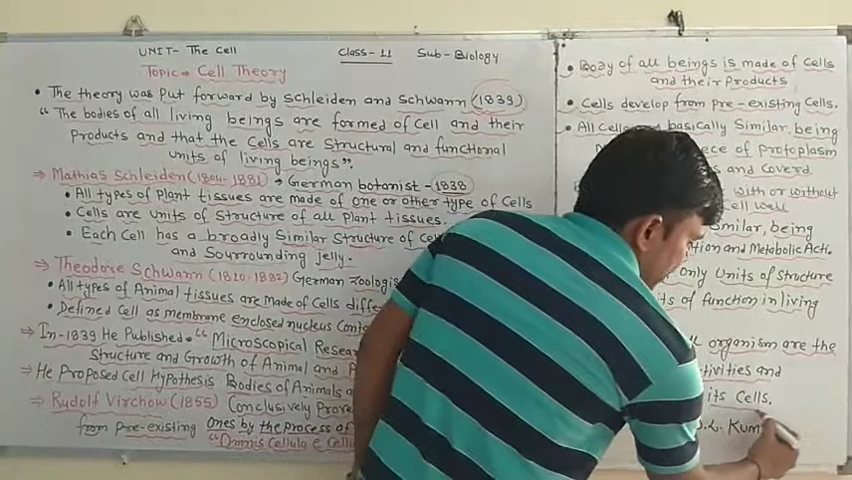 UNIT- The Cell
Class-11 Sub-Biology
Topic⇒ Cell Theory
• The theory was Put forward by Schleiden and Schwann (1839)
"The bodies of all living beings are formed of Cell and their
Products and that the Cells are Structural and functional
units of living beings".
⇒ Mathias Schleiden (1804-1881) → German botanist - 1838
• All types of Plant tissues are made of one or other type of Cells
• Cells are Units of Structure of all Plant tissues.
• Each Cell has a broadly Similar Structure of
and Sourrounding Jelly.
⇒ Theodore Schwann (1810-1882) German
• All types of Animal tissues are Made of Cells
• Defined Cell as membrane enclosed nucleus
⇒ In-1839 He Published • "Microscopical
Structure and Growth of Animal and
⇒ He Proposed Cell Hypothesis Bodies of Animals
⇒ Rudolf Virchow (1855) Conclusively
from Pre-existing Ones by the Process of
"Omnis Cellula e
• Body of all beings is made of Cells
and their Products
• Cells develop from Pre-existing Cells.
• All basically Similar, being
of Protoplasm
and Coverd
with or without
Cell wall
Similar, being
and Metabolic Acti.
only Units of Structure
of function in living
organism are the
and
its Cells.